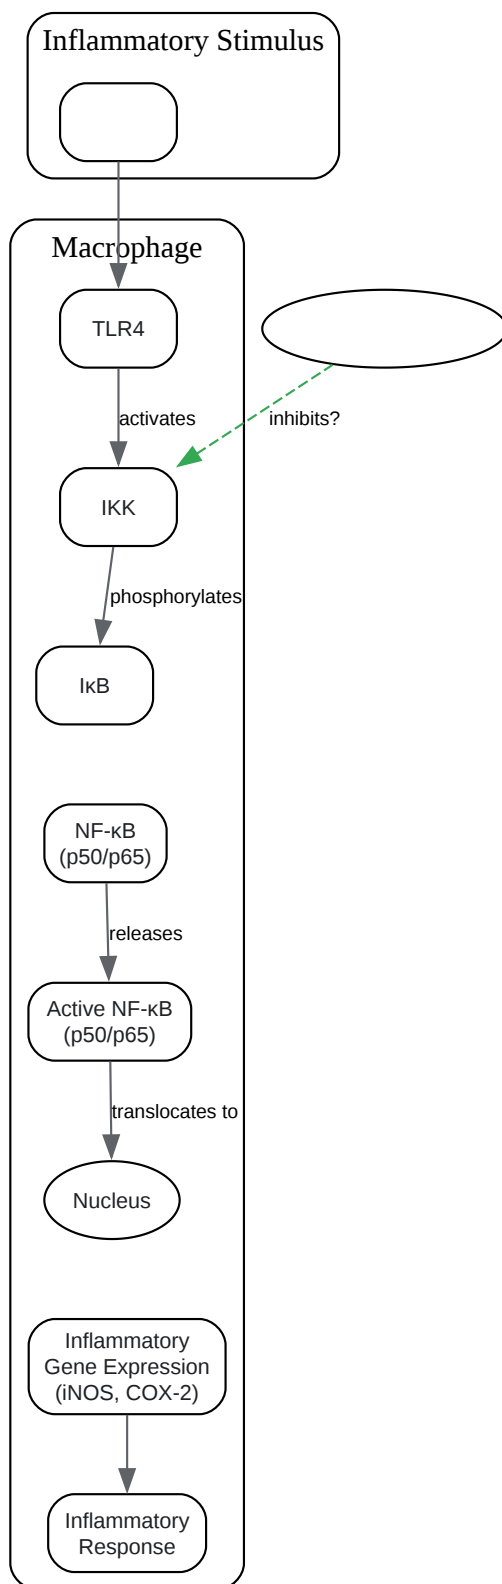 Inflammatory Stimulus
Macrophage
TLR4
activates
inhibits?
IKK
phosphorylates
IκB
NF-κB
(p50/p65)
releases
Active NF-κB
(p50/p65)
translocates to
Nucleus
Inflammatory
Gene Expression
(iNOS, COX-2)
Inflammatory
Response